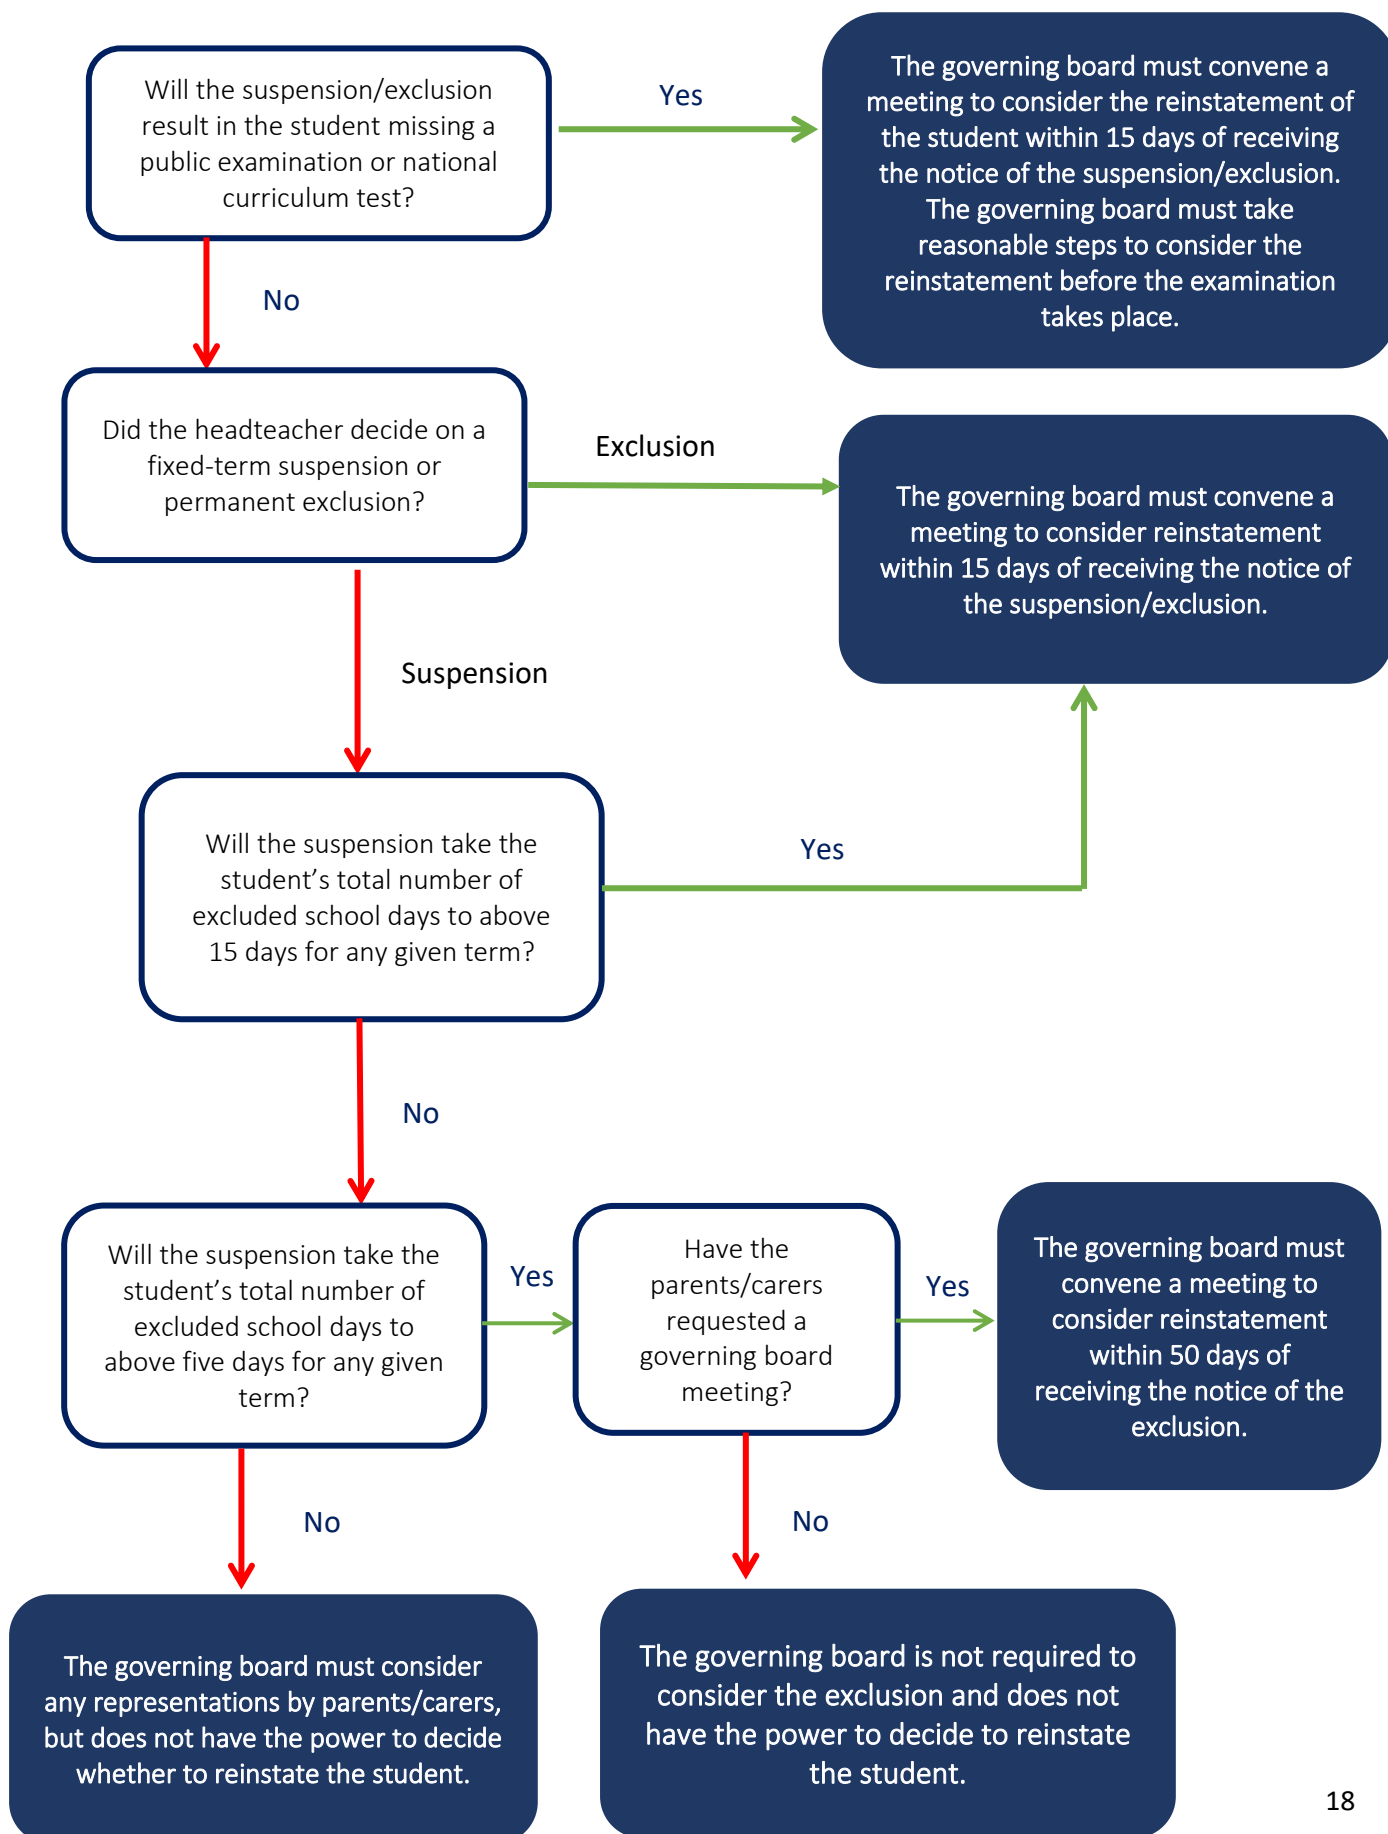 Will the suspension/exclusion
result in the student missing a
public examination or national
curriculum test?
Yes
The governing board must convene a
meeting to consider the reinstatement of
the student within 15 days of receiving
the notice of the suspension/exclusion.
The governing board must take
reasonable steps to consider the
reinstatement before the examination
takes place.
No
Did the headteacher decide on a
fixed-term suspension or
permanent exclusion?
Exclusion
The governing board must convene a
meeting to consider reinstatement
within 15 days of receiving the notice of
the suspension/exclusion.
Suspension
Will the suspension take the
student’s total number of
excluded school days to above
15 days for any given term?
Yes
No
Will the suspension take the
student’s total number of
excluded school days to
above five days for any given
term?
Yes
Have the
parents/carers
requested a
governing board
meeting?
Yes
The governing board must
convene a meeting to
consider reinstatement
within 50 days of
receiving the notice of the
exclusion.
No
No
The governing board must consider
any representations by parents/carers,
but does not have the power to decide
whether to reinstate the student.
The governing board is not required to
consider the exclusion and does not
have the power to decide to reinstate
the student.
18